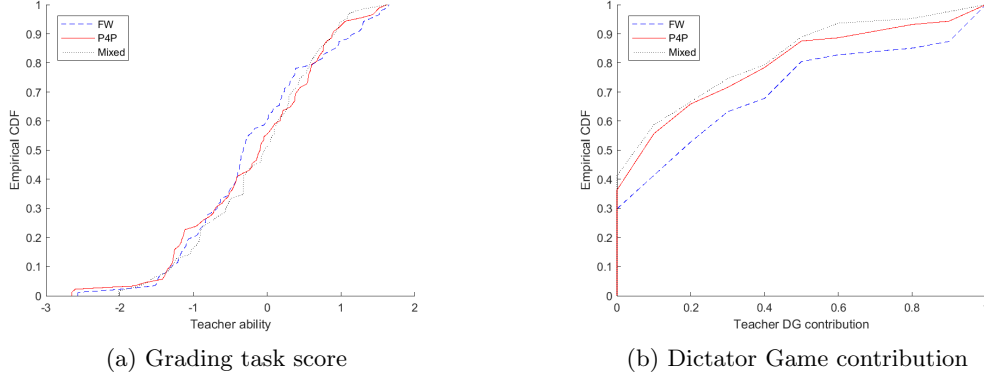 FW
P4P
Mixed
Empirical CDF
1
0.9
0.8
0.7
0.6
0.5
0.4
0.3
0.2
0.1
0
-3
-2
-1
0
1
2
Teacher ability
(a) Grading task score
FW
P4P
Mixed
Empirical CDF
1
0.9
0.8
0.7
0.6
0.5
0.4
0.3
0.2
0.1
0
0
0.2
0.4
0.6
0.8
1
Teacher DG contribution
(b) Dictator Game contribution